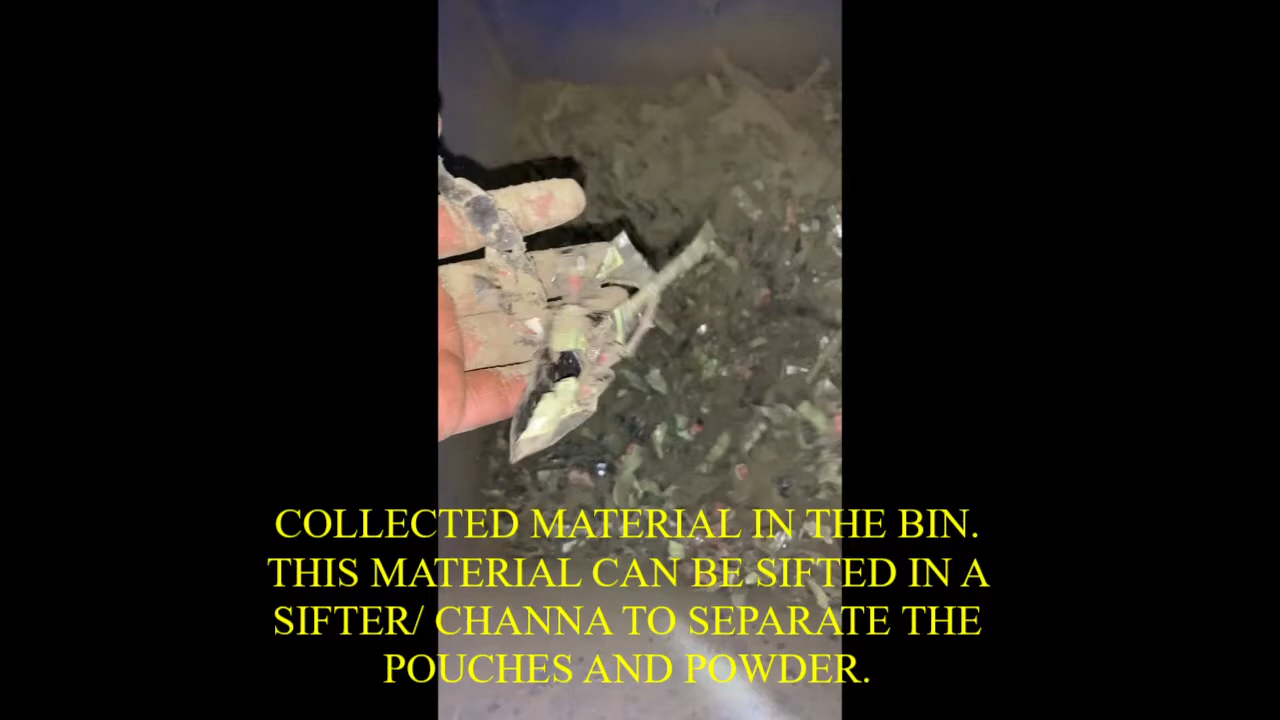 COLLECTED MATERIAL IN THE BIN.
THIS MATERIAL CAN BE SIFTED IN A
SIFTER/ CHANNA TO SEPARATE THE
POUCHES AND POWDER.